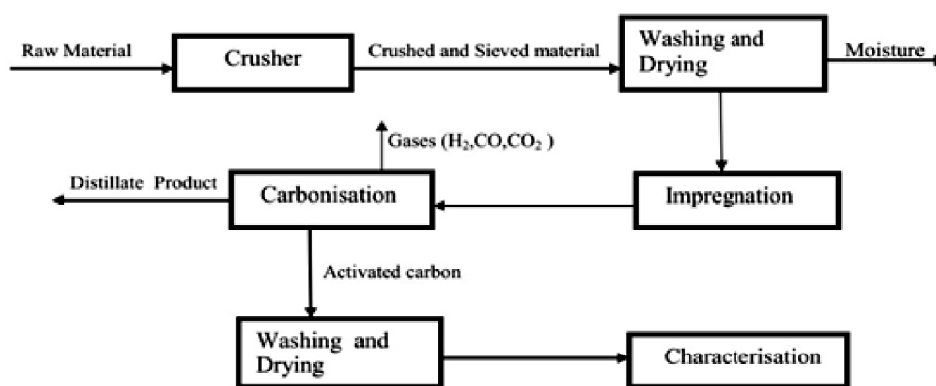 Raw Material
Crusher
Crushed and Sieved material
Washing and
Drying
Moisture
Gases (H₂,CO,CO₂ )
Distillate Product
Carbonisation
Impregnation
Activated carbon
Washing and
Drying
Characterisation